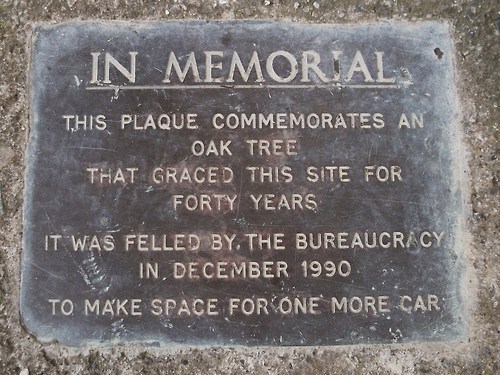 IN MEMORIAL
THIS PLAQUE COMMEMORATES AN
OAK TREE
THAT GRACED THIS SITE FOR
FORTY YEARS
IT WAS FELLED BY THE BUREAUCRACY
IN DECEMBER 1990
TO MAKE SPACE FOR ONE MORE CAR